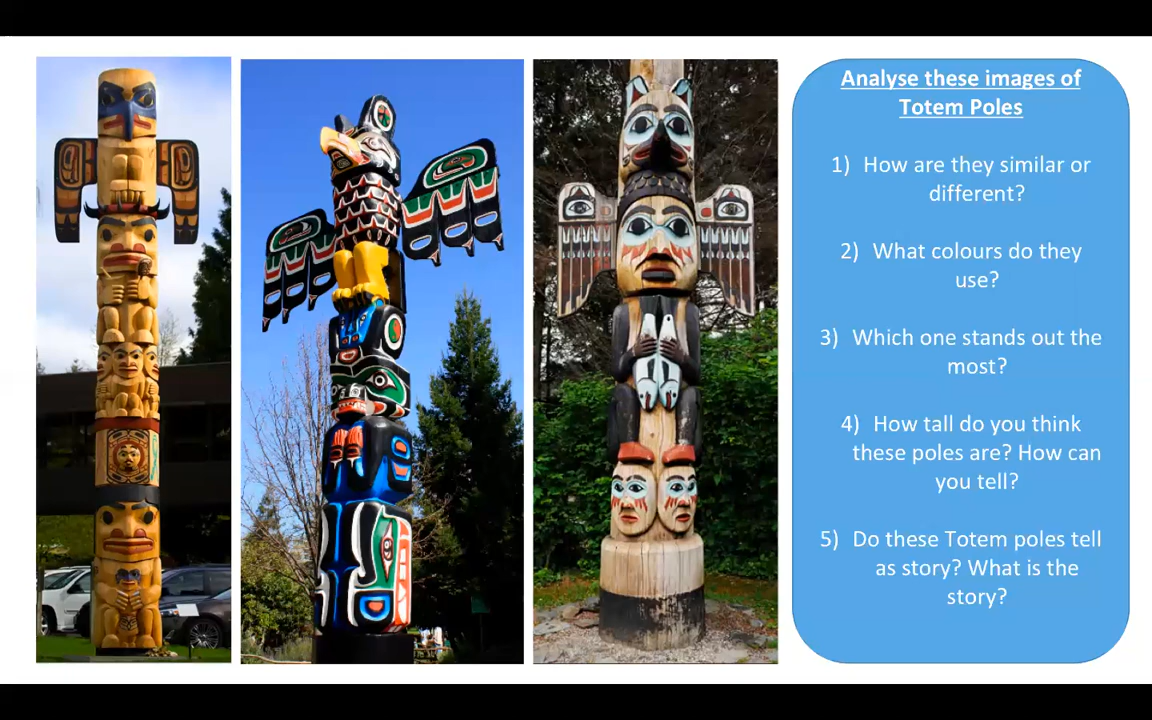 Analyse these images of
Totem Poles
1) How are they similar or
different?
2) What colours do they
use?
3) Which one stands out the
most?
4) How tall do you think
these poles are? How can
you tell?
5) Do these Totem poles tell
as story? What is the
story?